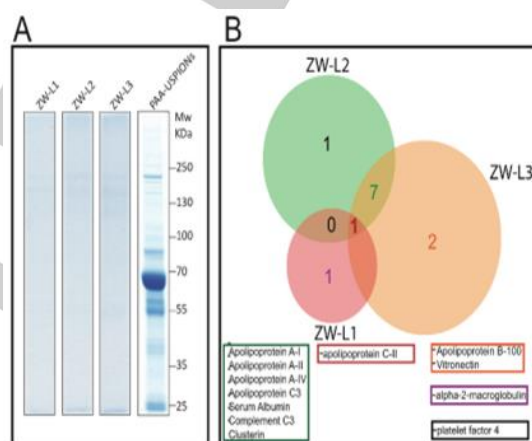 A
B
ZW-L1
ZW-L2
ZW-L3
PAA-USPIONs
Mw
KDa
250
130
100
70
55
35
25
ZW-L2
ZW-L3
1
7
0
1
2
1
ZW-L1
Apolipoprotein A-I
Apolipoprotein A-II
Apolipoprotein A-IV
Apolipoprotein C3
Serum Albumin
Complement C3
Clusterin
apolipoprotein C-II
Apolipoprotein B-100
Vitronectin
alpha-2-macroglobulin
platelet factor 4